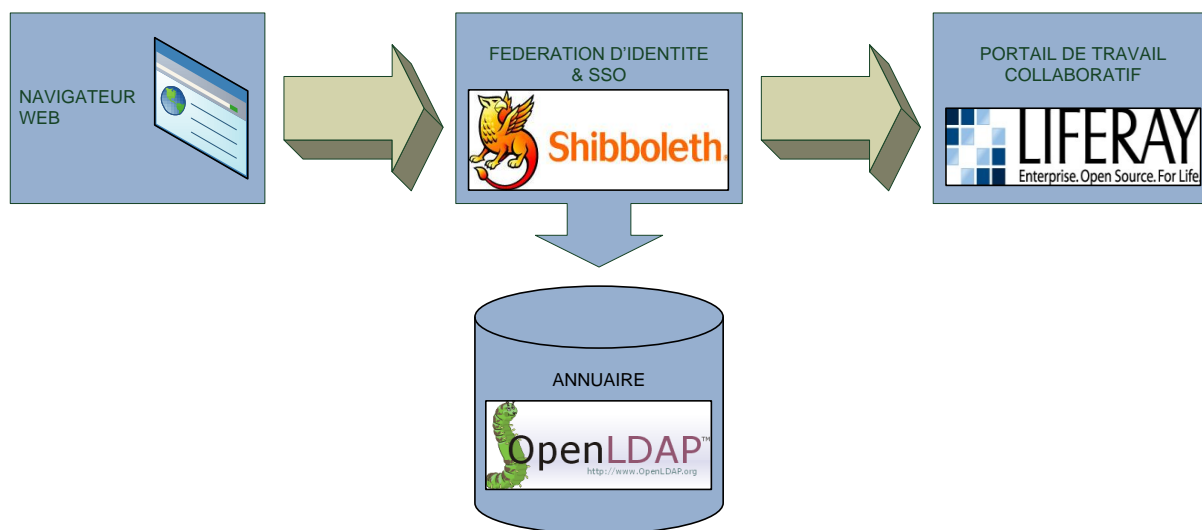 NAVIGATEUR
WEB
FEDERATION D'IDENTITE
& SSO
Shibboleth.
PORTAIL DE TRAVAIL
COLLABORATIF
LIFERAY
Enterprise. Open Source. For Life
ANNUAIRE
OpenLDAP™
http://www.OpenLDAP.org